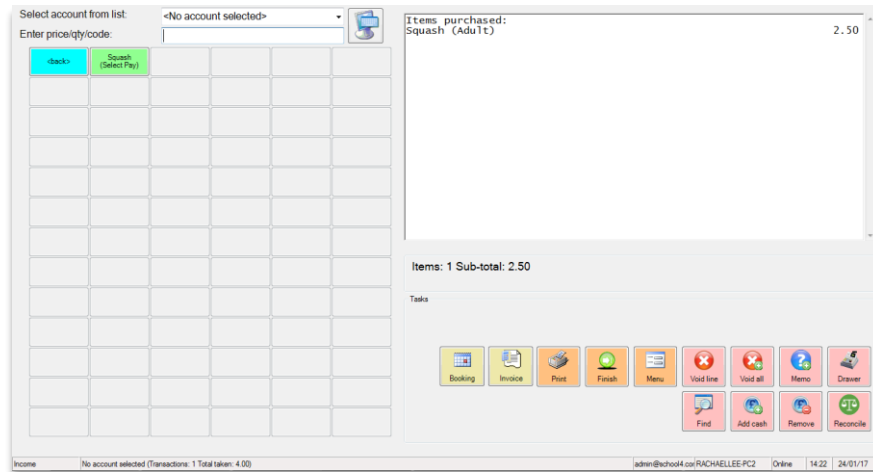 Select account from list: <No account selected>
Enter price/qty/code:
<back>
Squash
(Select Pay)
Items purchased:
Squash (Adult) 2.50
Items: 1 Sub-total: 2.50
Tasks
Booking Invoice Print Finish Menu Void line Void all Memo Drawer
Find Add cash Remove Reconcile
Income No account selected (Transactions: 1 Total taken: 4.00) admin@school4.com RACHAELLEE-PC2 Online 14:22 24/01/17